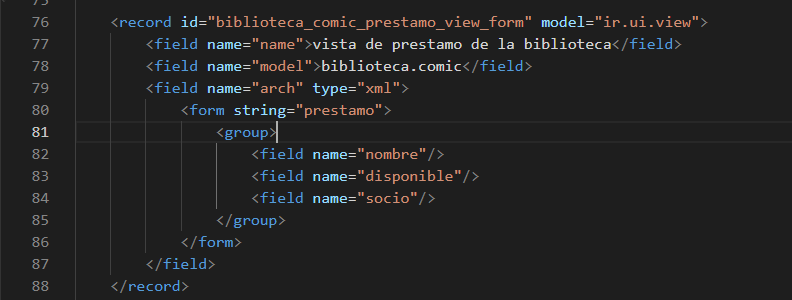 76 <record id="biblioteca_comic_prestamo_view_form" model="ir.ui.view">
77 <field name="name">vista de prestamo de la biblioteca</field>
78 <field name="model">biblioteca.comic</field>
79 <field name="arch" type="xml">
80 <form string="prestamo">
81 <group>
82 <field name="nombre"/>
83 <field name="disponible"/>
84 <field name="socio"/>
85 </group>
86 </form>
87 </field>
88 </record>